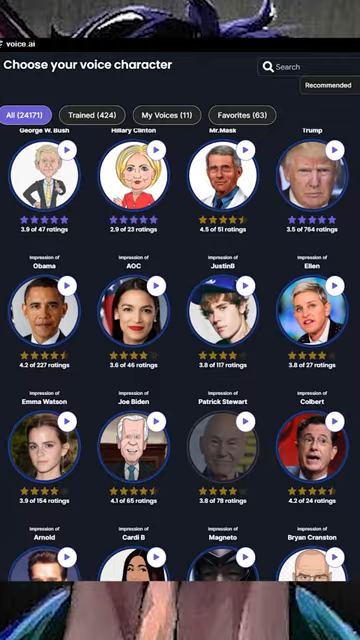 voice.ai
Choose your voice character
Search
Recommended
All (24171) Trained (424) My Voices (11) Favorites (63)
George W. Bush Hillary Clinton Mr.Mask Trump
3.9 of 47 ratings 2.9 of 23 ratings 4.5 of 51 ratings 3.5 of 764 ratings
Impression of Impression of Impression of Impression of
Obama AOC JustinB Ellen
4.2 of 227 ratings 3.6 of 46 ratings 3.8 of 117 ratings 3.8 of 27 ratings
Impression of Impression of Impression of Impression of
Emma Watson Joe Biden Patrick Stewart Colbert
3.9 of 154 ratings 4.1 of 65 ratings 3.8 of 78 ratings 4.2 of 24 ratings
Impression of Impression of Impression of Impression of
Arnold Cardi B Magneto Bryan Cranston